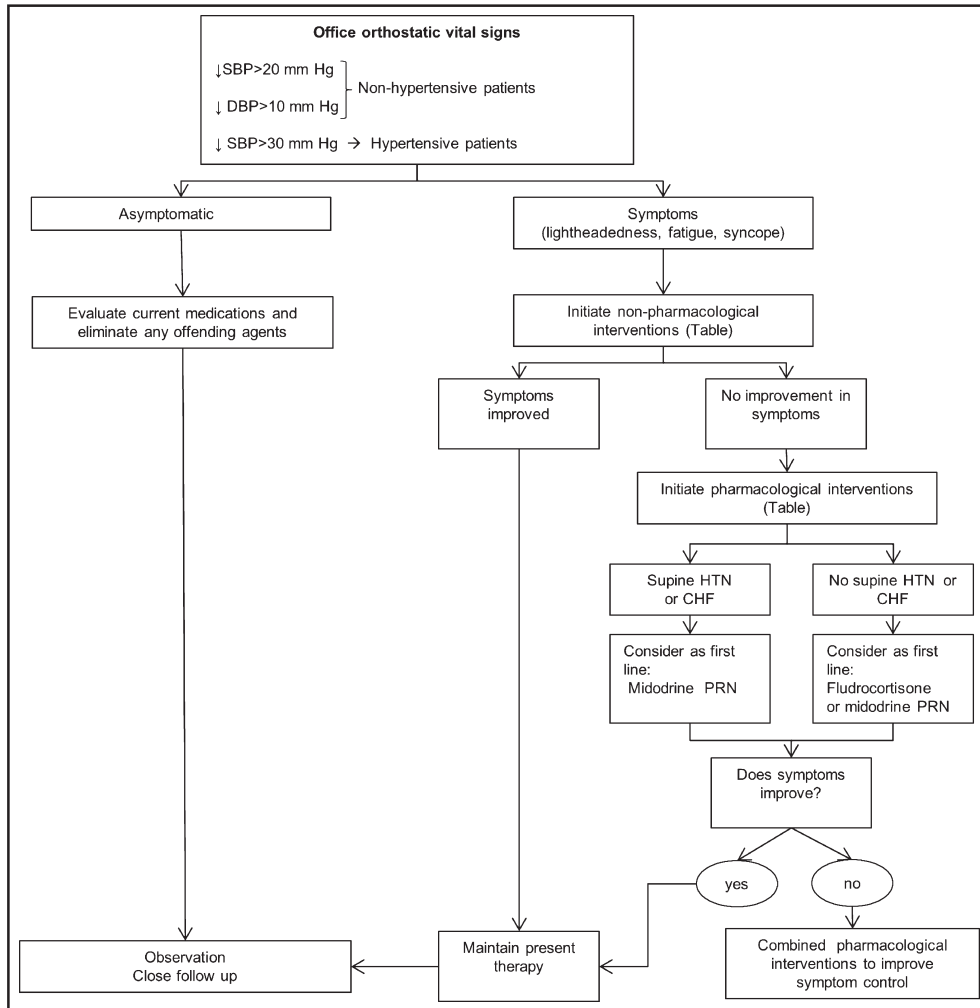 Office orthostatic vital signs
↓SBP>20 mm Hg
↓ DBP>10 mm Hg
Non-hypertensive patients
↓ SBP>30 mm Hg → Hypertensive patients
Asymptomatic
Symptoms
(lightheadedness, fatigue, syncope)
Evaluate current medications and
eliminate any offending agents
Initiate non-pharmacological
interventions (Table)
Symptoms
improved
No improvement in
symptoms
Initiate pharmacological interventions
(Table)
Supine HTN
or CHF
No supine HTN or
CHF
Consider as first
line:
Midodrine PRN
Consider as first
line:
Fludrocortisone
or midodrine PRN
Does symptoms
improve?
yes
no
Observation
Close follow up
Maintain present
therapy
Combined pharmacological
interventions to improve
symptom control